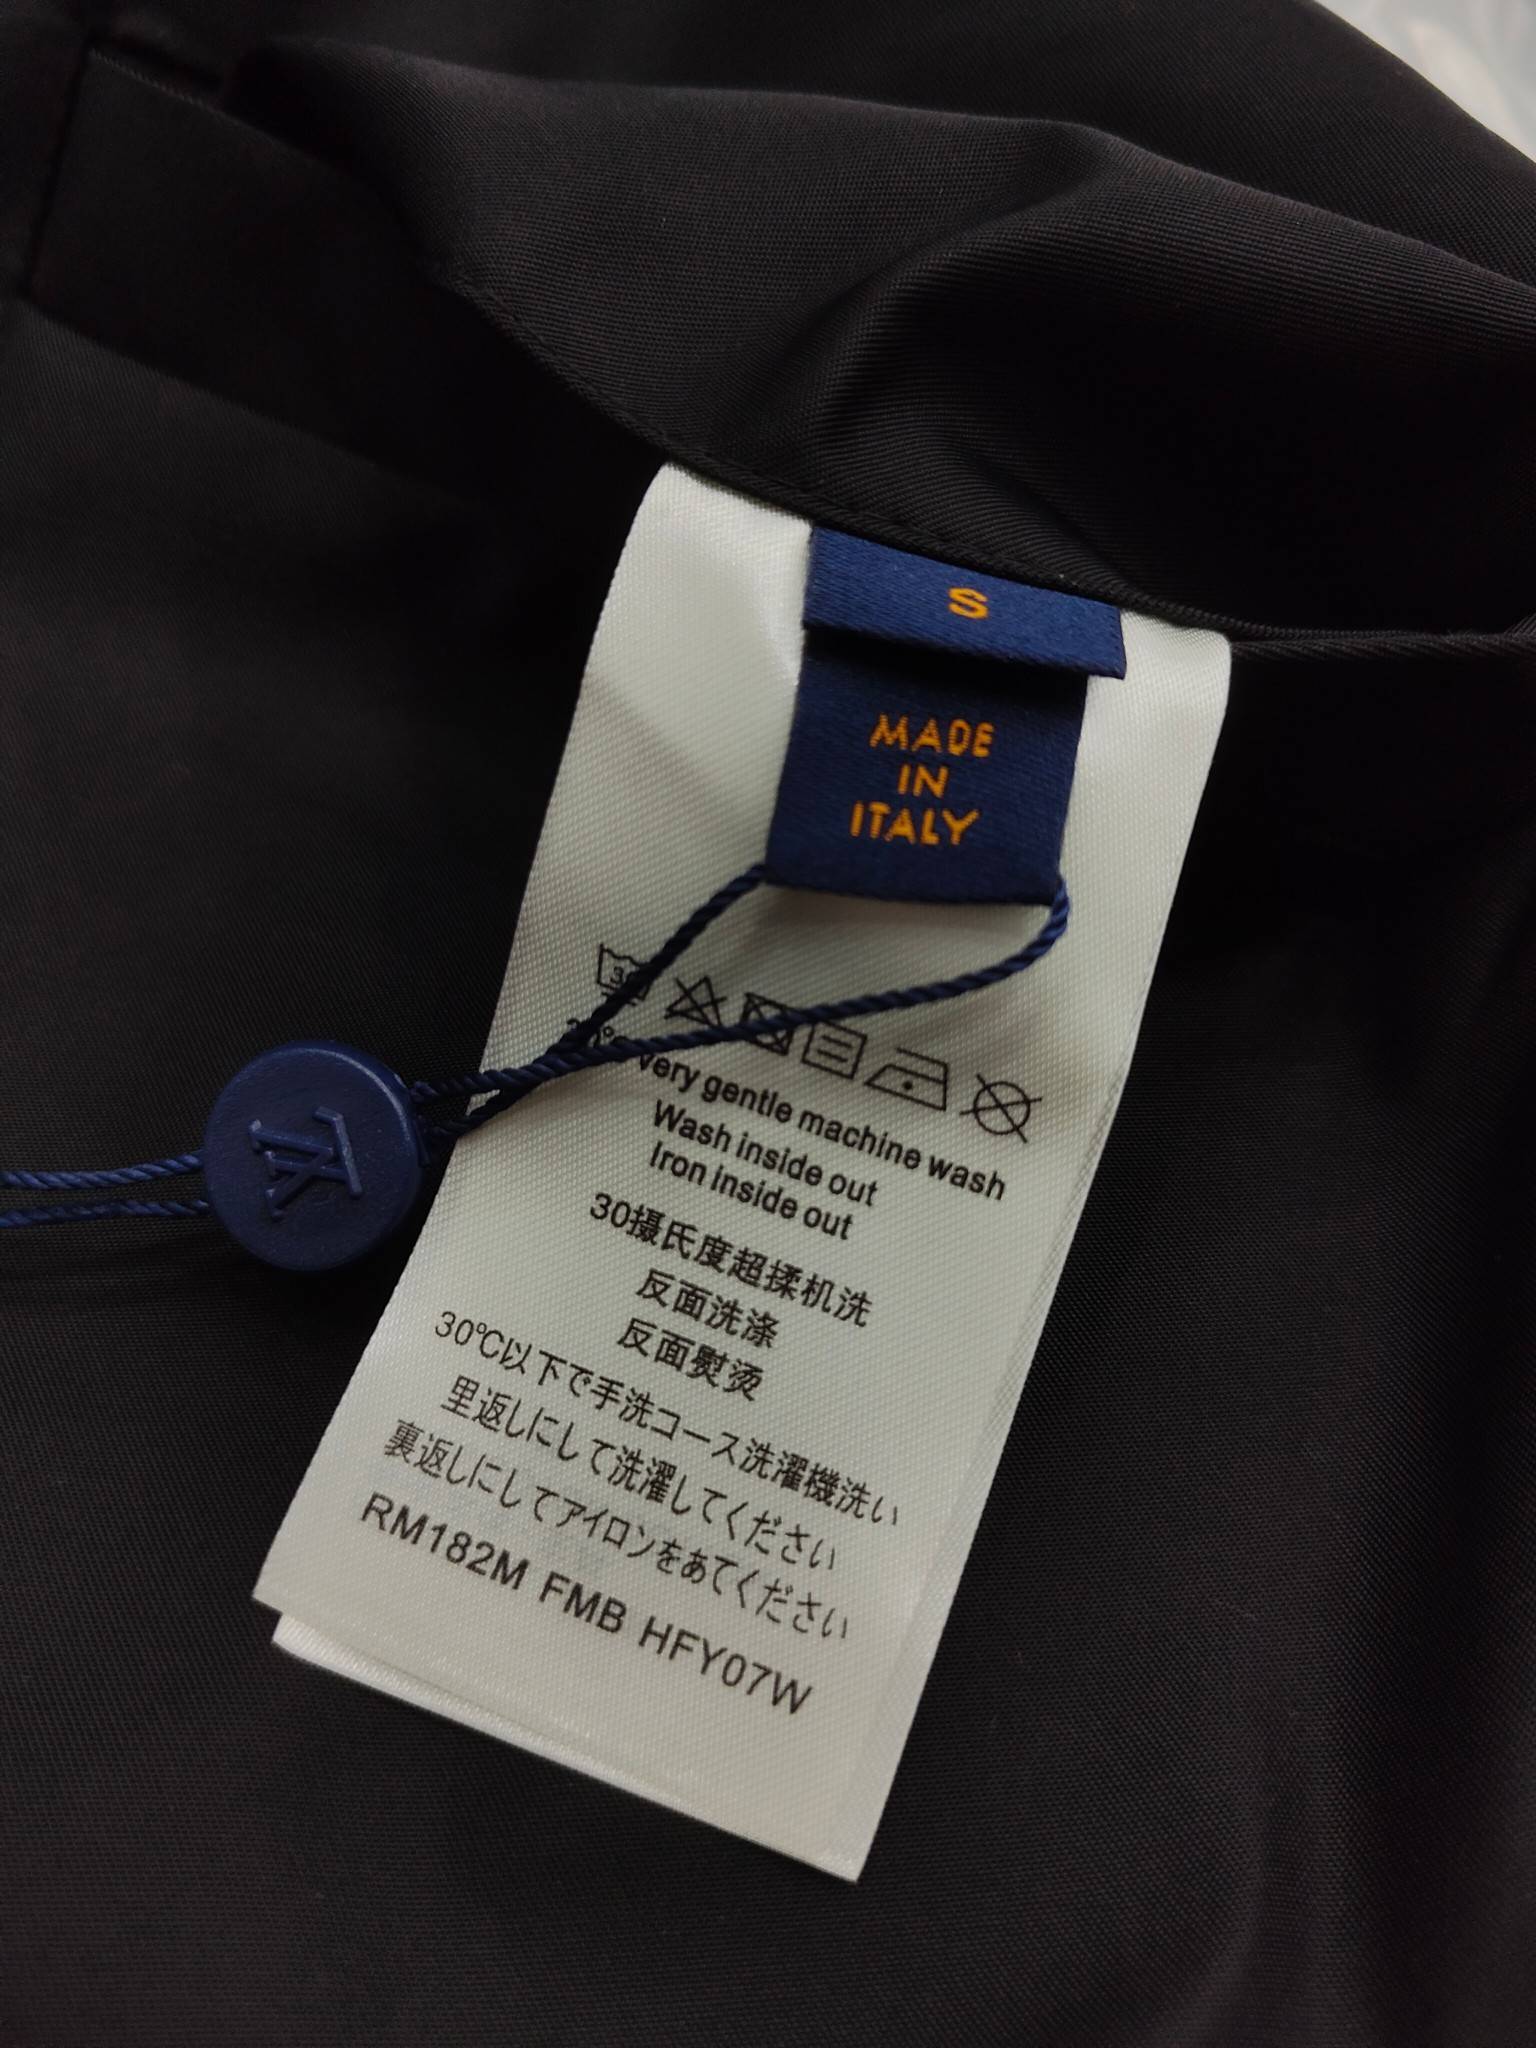 S
MADE
IN
ITALY
30
30°c very gentle machine wash
Wash inside out
Iron inside out
30摄氏度超揉机洗
反面洗涤
反面熨烫
30℃以下で手洗コース洗濯機洗い
里返しにして洗濯してください
裏返しにしてアイロンをあてください
RM182M FMB HFY07W
LV